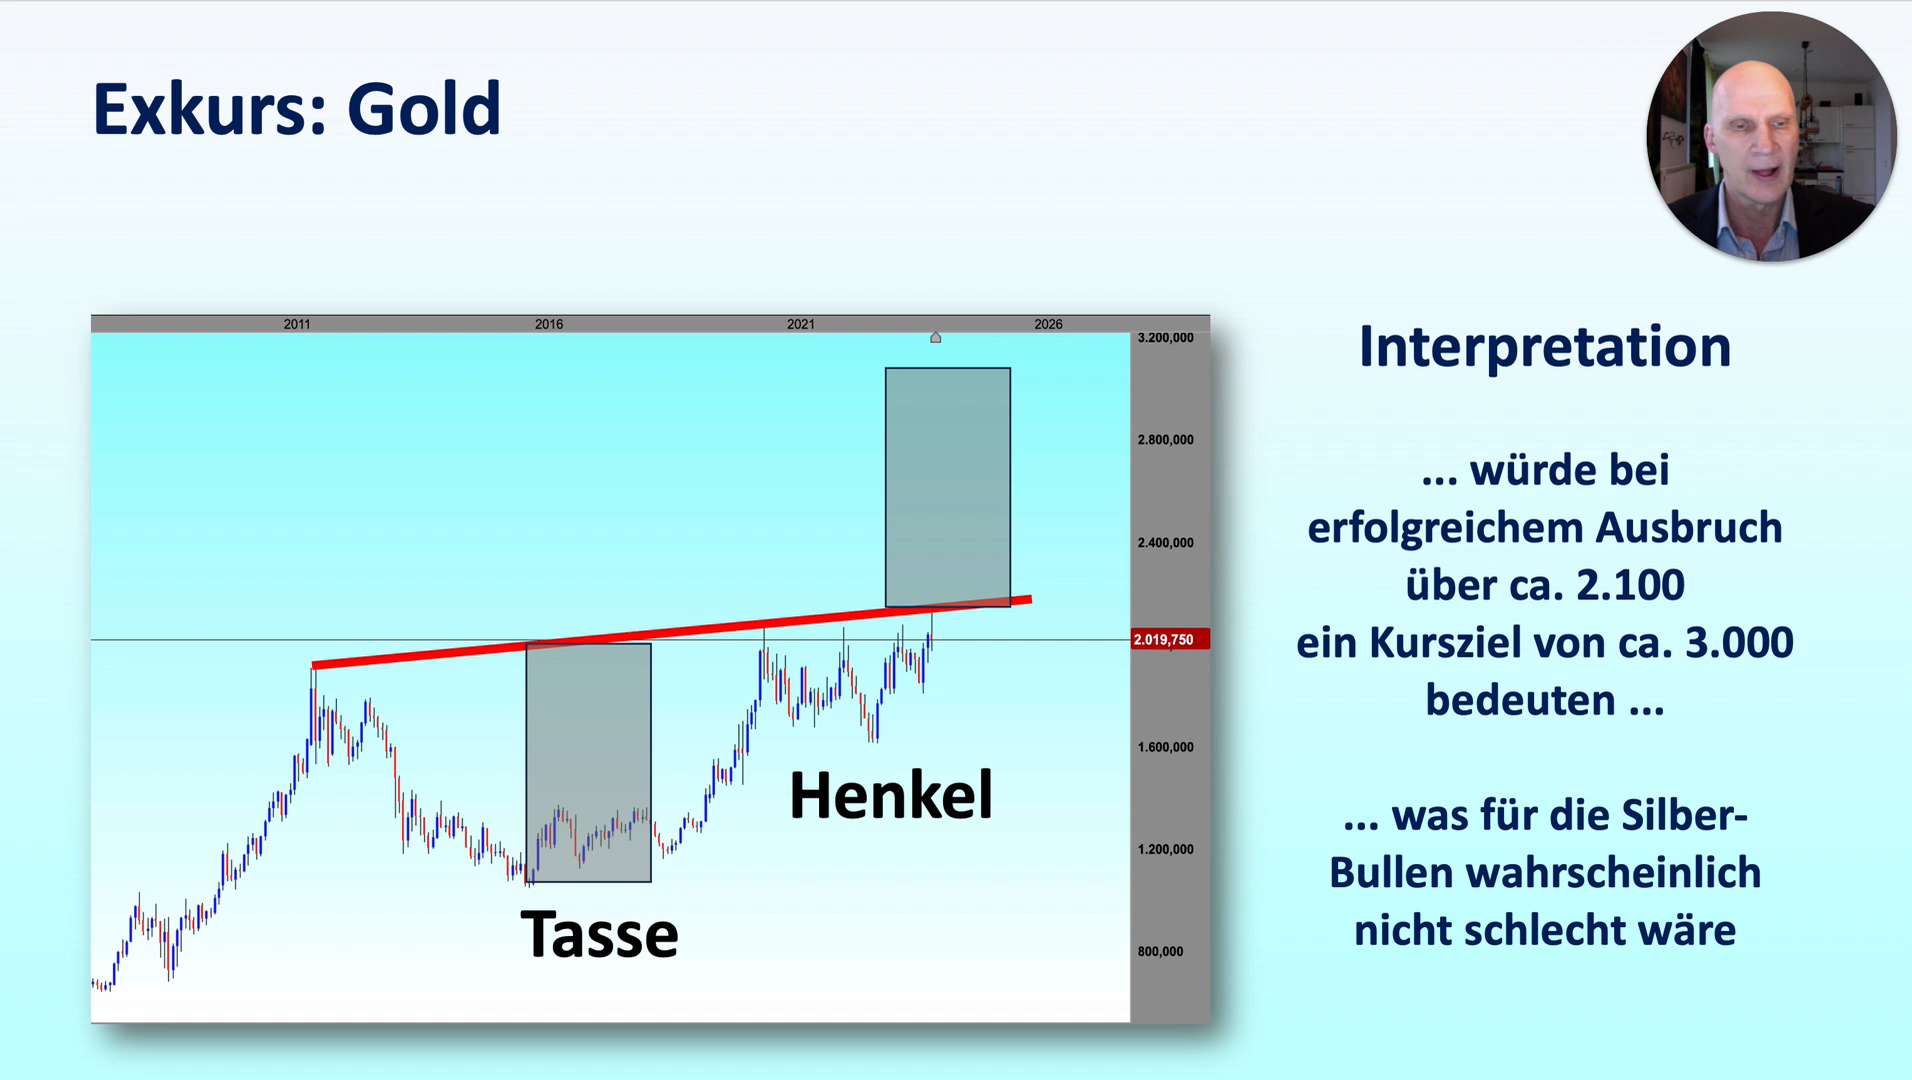 Exkurs: Gold
2011 2016 2021 2026
3.200,000
2.800,000
2.400,000
2.019,750
1.600,000
1.200,000
800,000
Henkel
Tasse
Interpretation
... würde bei
erfolgreichem Ausbruch
über ca. 2.100
ein Kursziel von ca. 3.000
bedeuten ...
... was für die Silber-
Bullen wahrscheinlich
nicht schlecht wäre